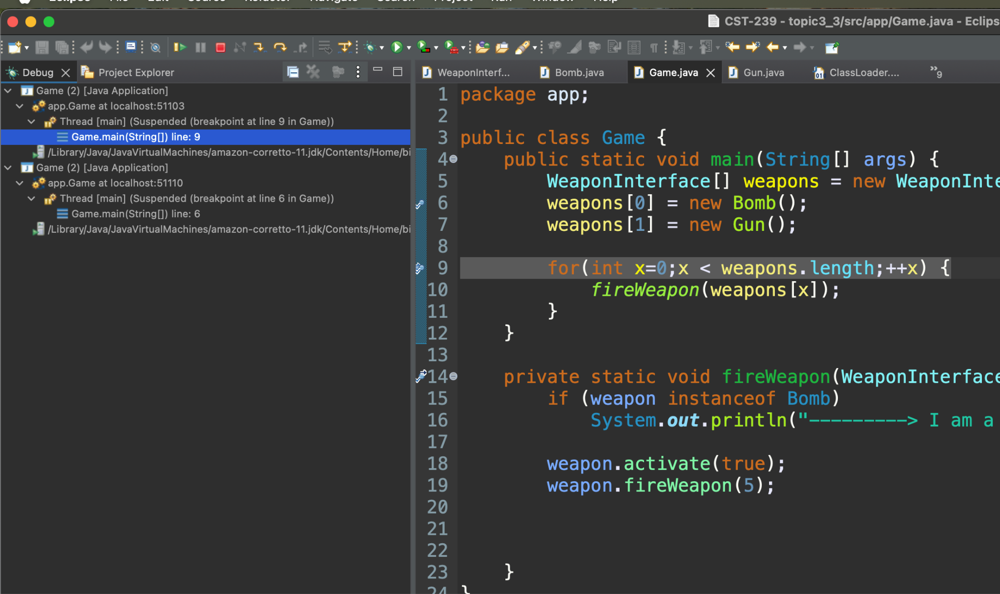 CST-239 - topic3_3/src/app/Game.java - Eclips
Debug
Project Explorer
WeaponInterf...
Bomb.java
Game.java
Gun.java
ClassLoader....
9
Game (2) [Java Application]
app.Game at localhost:51103
Thread [main] (Suspended (breakpoint at line 9 in Game))
Game.main(String[]) line: 9
/Library/Java/JavaVirtualMachines/amazon-corretto-11.jdk/Contents/Home/bi
Game (2) [Java Application]
app.Game at localhost:51110
Thread [main] (Suspended (breakpoint at line 6 in Game))
Game.main(String[]) line: 6
/Library/Java/JavaVirtualMachines/amazon-corretto-11.jdk/Contents/Home/bi
1 package app;
2
3 public class Game {
4 public static void main(String[] args) {
5 WeaponInterface[] weapons = new WeaponInte
6 weapons[0] = new Bomb();
7 weapons[1] = new Gun();
8
9 for(int x=0;x < weapons.length;++x) {
10 fireWeapon(weapons[x]);
11 }
12 }
13
14 private static void fireWeapon(WeaponInterface
15 if (weapon instanceof Bomb)
16 System.out.println("---------> I am a
17
18 weapon.activate(true);
19 weapon.fireWeapon(5);
20
21
22
23 }
24 }